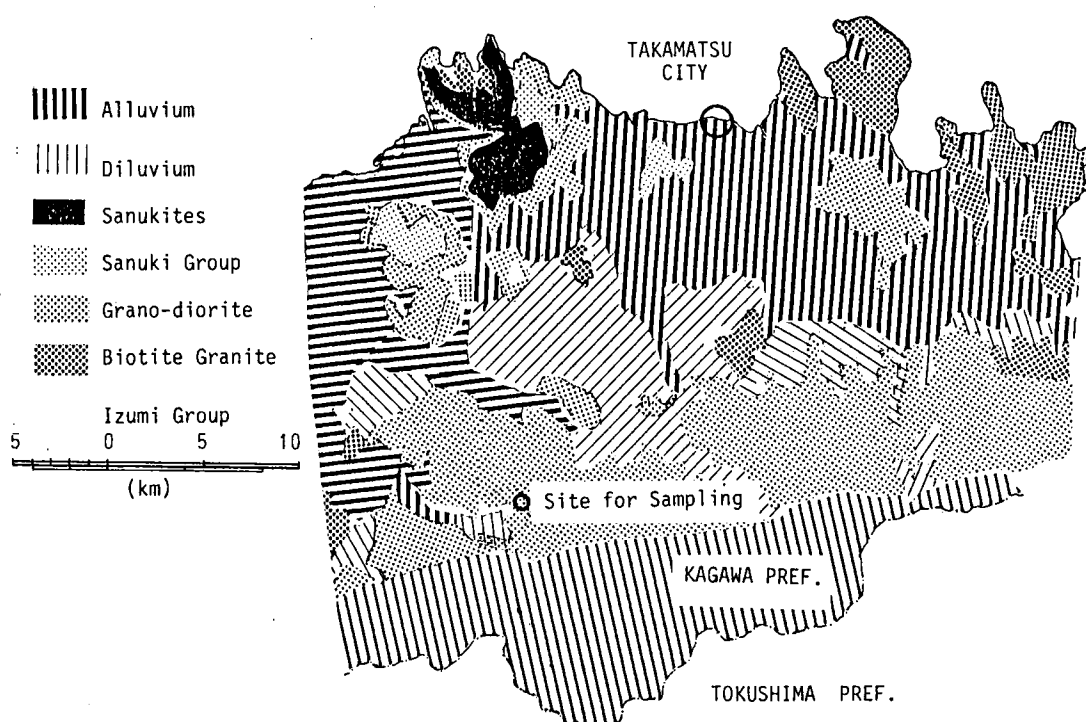 TAKAMATSU
CITY
Alluvium
Diluvium
Sanukites
Sanuki Group
Grano-diorite
Biotite Granite
Izumi Group
5 0 5 10
(km)
Site for Sampling
KAGAWA PREF.
TOKUSHIMA PREF.